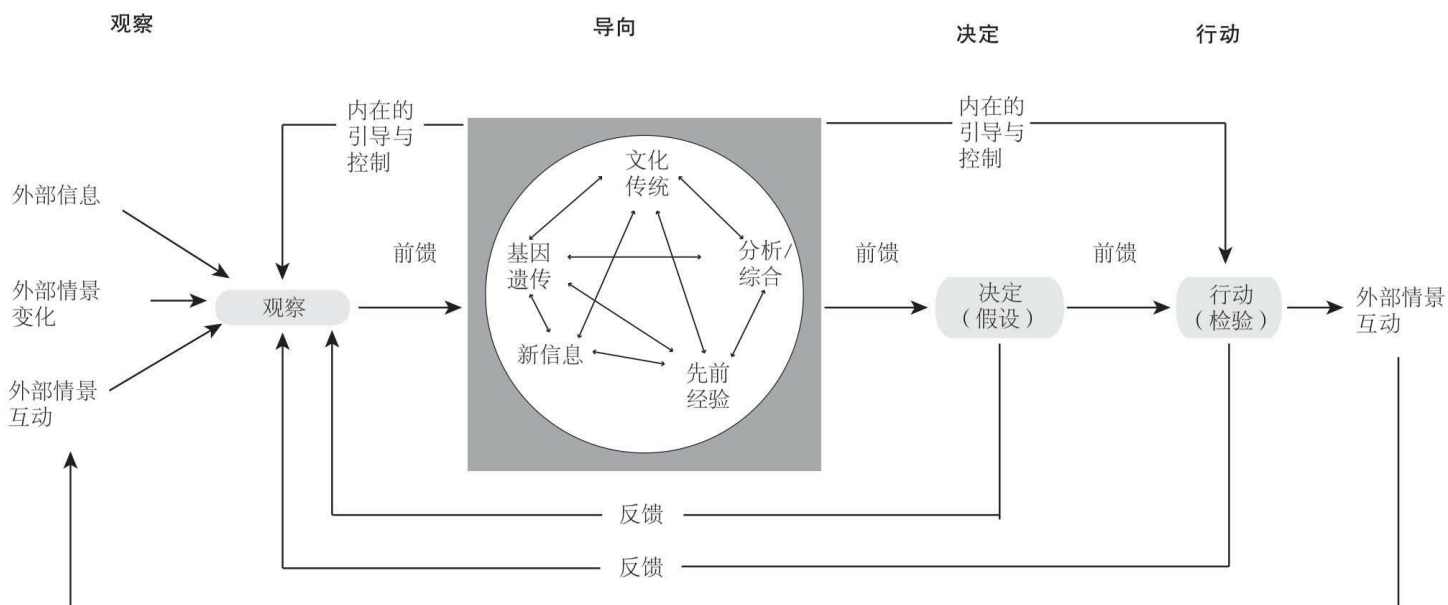 观察
导向
决定
行动
内在的
引导与
控制
内在的
引导与
控制
文化
传统
外部信息
基因
遗传
分析/
综合
前馈
前馈
前馈
外部情景
变化
观察
决定
（假设）
行动
（检验）
外部情景
互动
新信息
先前
经验
外部情景
互动
反馈
反馈